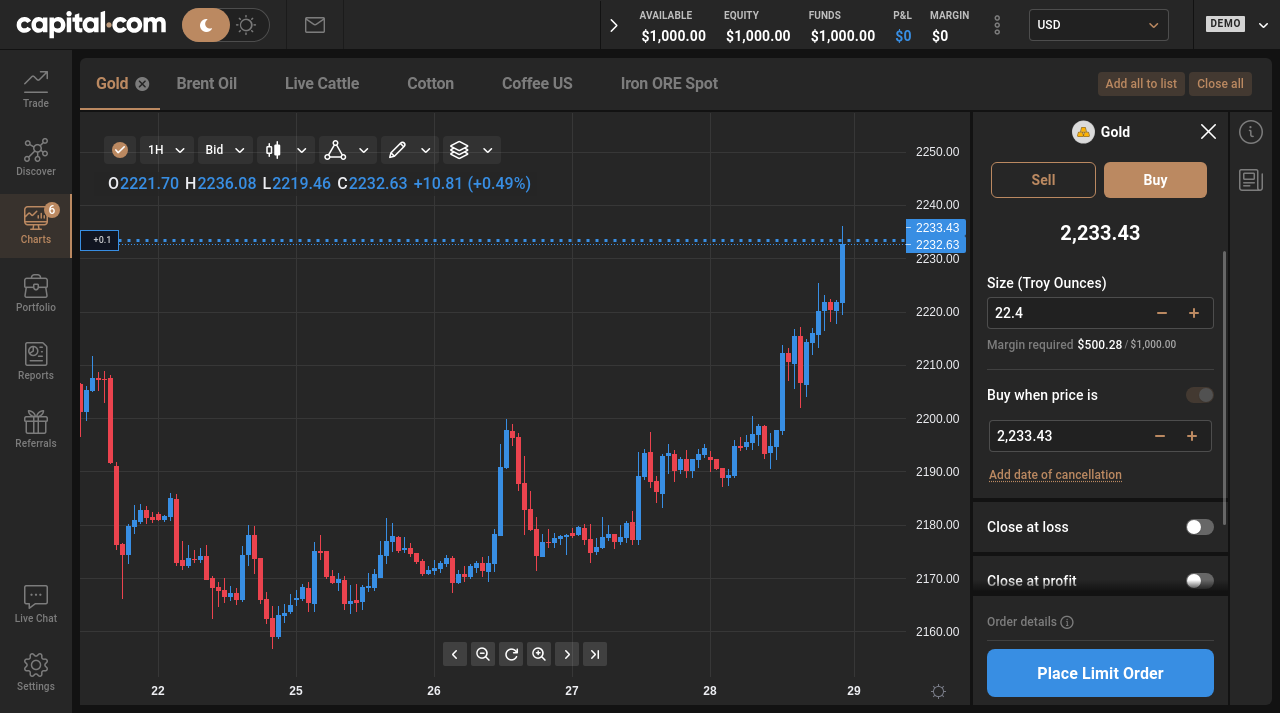 capital.com
AVAILABLE EQUITY FUNDS P&L MARGIN
$1,000.00 $1,000.00 $1,000.00 $0 $0
USD
DEMO
Trade
Discover
6
Charts
Portfolio
Reports
Referrals
Live Chat
Settings
Gold Brent Oil Live Cattle Cotton Coffee US Iron ORE Spot
Add all to list Close all
1H Bid
O2221.70 H2236.08 L2219.46 C2232.63 +10.81 (+0.49%)
+0.1
2250.00
2240.00
2233.43
2232.63
2230.00
2220.00
2210.00
2200.00
2190.00
2180.00
2170.00
2160.00
22 25 26 27 28 29
Gold
Sell Buy
2,233.43
Size (Troy Ounces)
22.4
Margin required $500.28 / $1,000.00
Buy when price is
2,233.43
Add date of cancellation
Close at loss
Close at profit
Order details
Place Limit Order